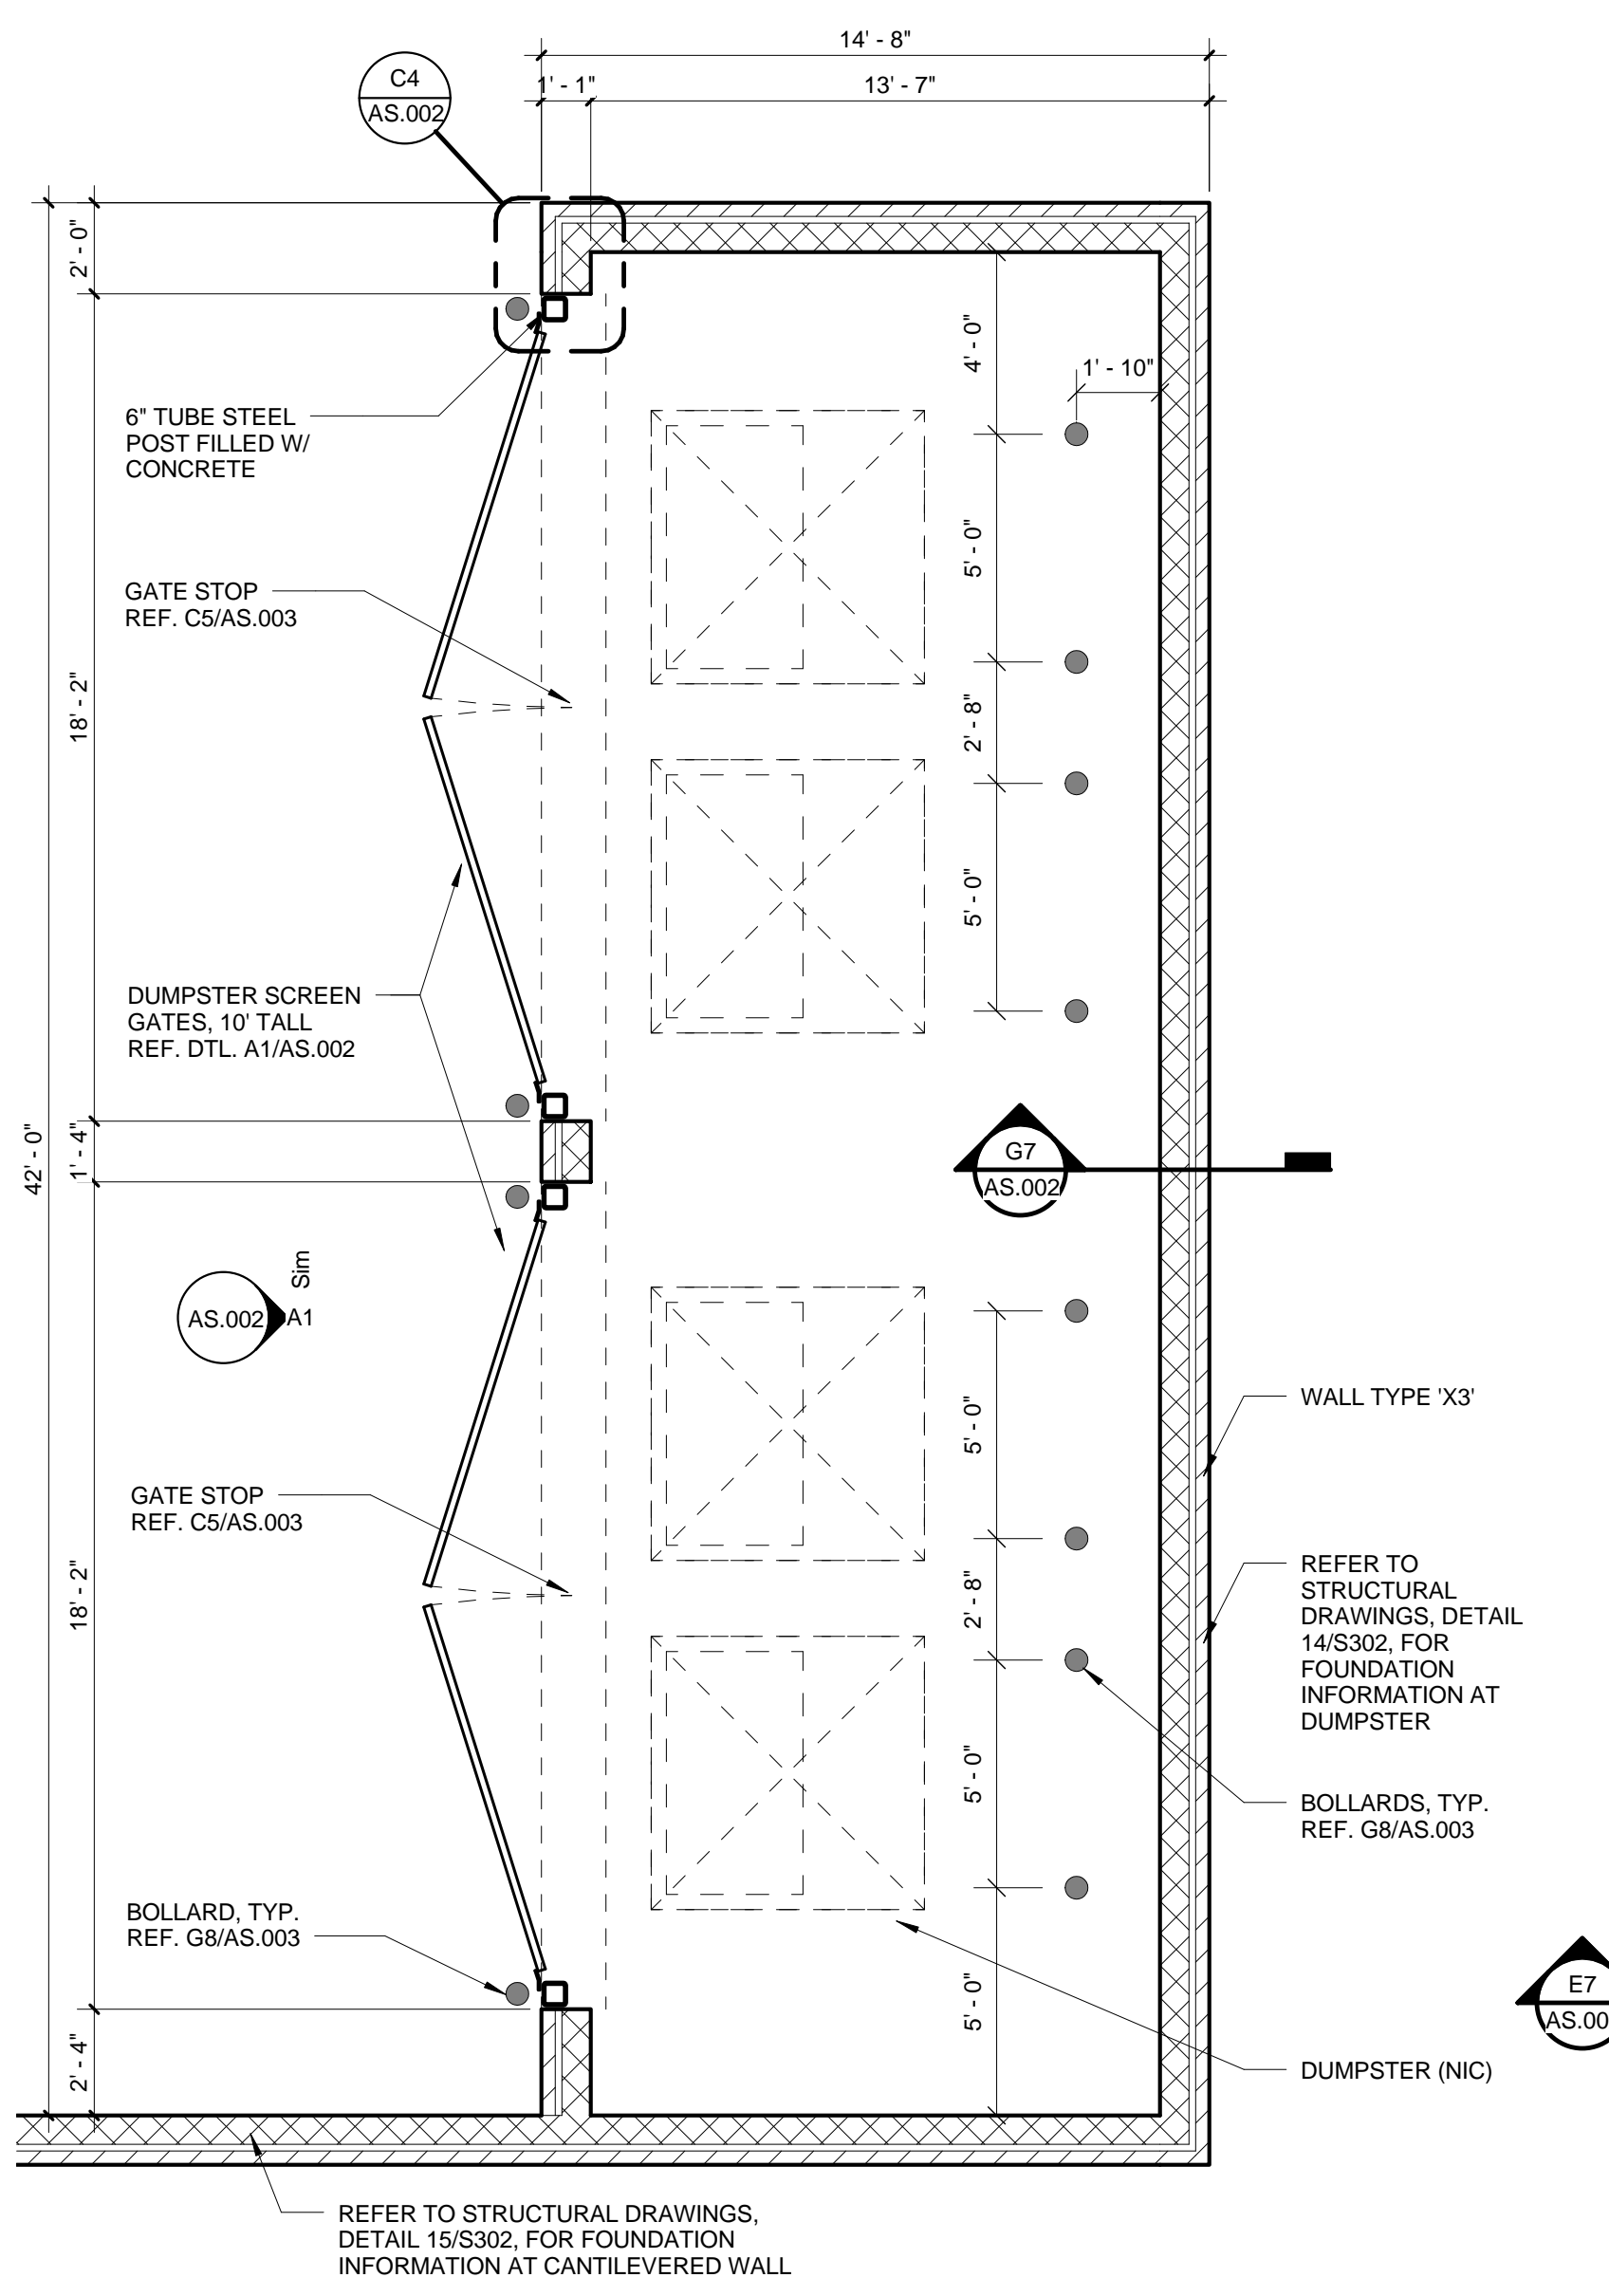 14' - 8"
1' - 1"
13' - 7"
C4
AS.002
2' - 0"
4' - 0"
1' - 10"
6" TUBE STEEL
POST FILLED W/
CONCRETE
5' - 0"
GATE STOP
REF. C5/AS.003
18' - 2"
2' - 8"
5' - 0"
DUMPSTER SCREEN
GATES, 10' TALL
REF. DTL. A1/AS.002
42' - 0"
1' - 4"
G7
AS.002
Sim
AS.002
A1
5' - 0"
WALL TYPE 'X3'
GATE STOP
REF. C5/AS.003
18' - 2"
2' - 8"
REFER TO
STRUCTURAL
DRAWINGS, DETAIL
14/S302, FOR
FOUNDATION
INFORMATION AT
DUMPSTER
5' - 0"
BOLLARDS, TYP.
REF. G8/AS.003
BOLLARD, TYP.
REF. G8/AS.003
5' - 0"
E7
AS.00
2' - 4"
DUMPSTER (NIC)
REFER TO STRUCTURAL DRAWINGS,
DETAIL 15/S302, FOR FOUNDATION
INFORMATION AT CANTILEVERED WALL